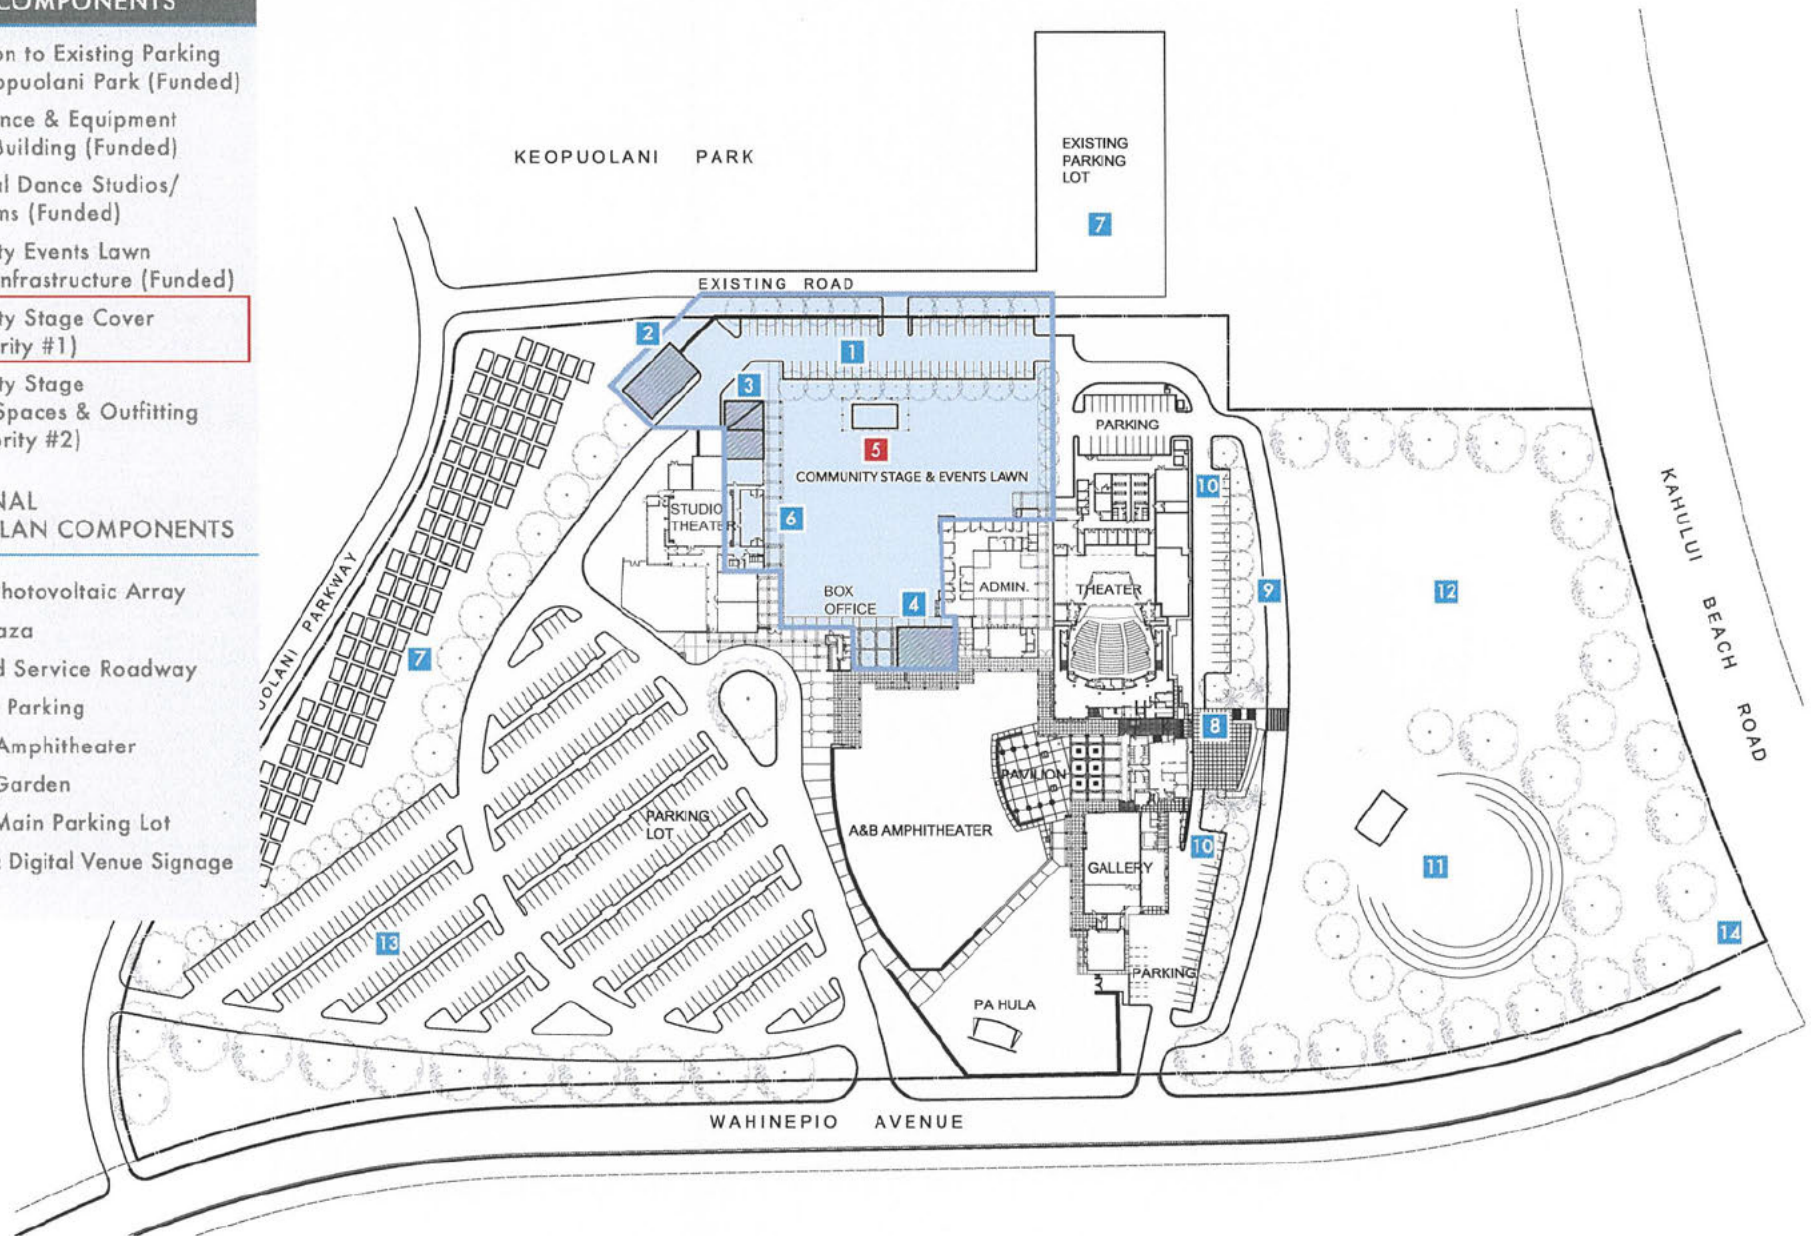 COMPONENTS
on to Existing Parking
opuolani Park (Funded)
nce & Equipment
Building (Funded)
al Dance Studios/
ms (Funded)
ty Events Lawn
nfrastructure (Funded)
ty Stage Cover
rity #1)
ty Stage
Spaces & Outfitting
ority #2)
NAL
LAN COMPONENTS
hotovoltaic Array
aza
d Service Roadway
Parking
Amphitheater
Garden
Main Parking Lot
Digital Venue Signage
KEOPUOLANI PARK
EXISTING
PARKING
LOT
7
EXISTING ROAD
2
1
3
5
COMMUNITY STAGE & EVENTS LAWN
PARKING
10
STUDIO
THEATER
6
BOX
OFFICE
4
ADMIN.
THEATER
9
12
KAHULUI BEACH ROAD
OLANI PARKWAY
7
8
PAVILION
PARKING
LOT
A&B AMPHITHEATER
GALLERY
10
11
13
14
PARKING
PA HULA
WAHINEPIO AVENUE